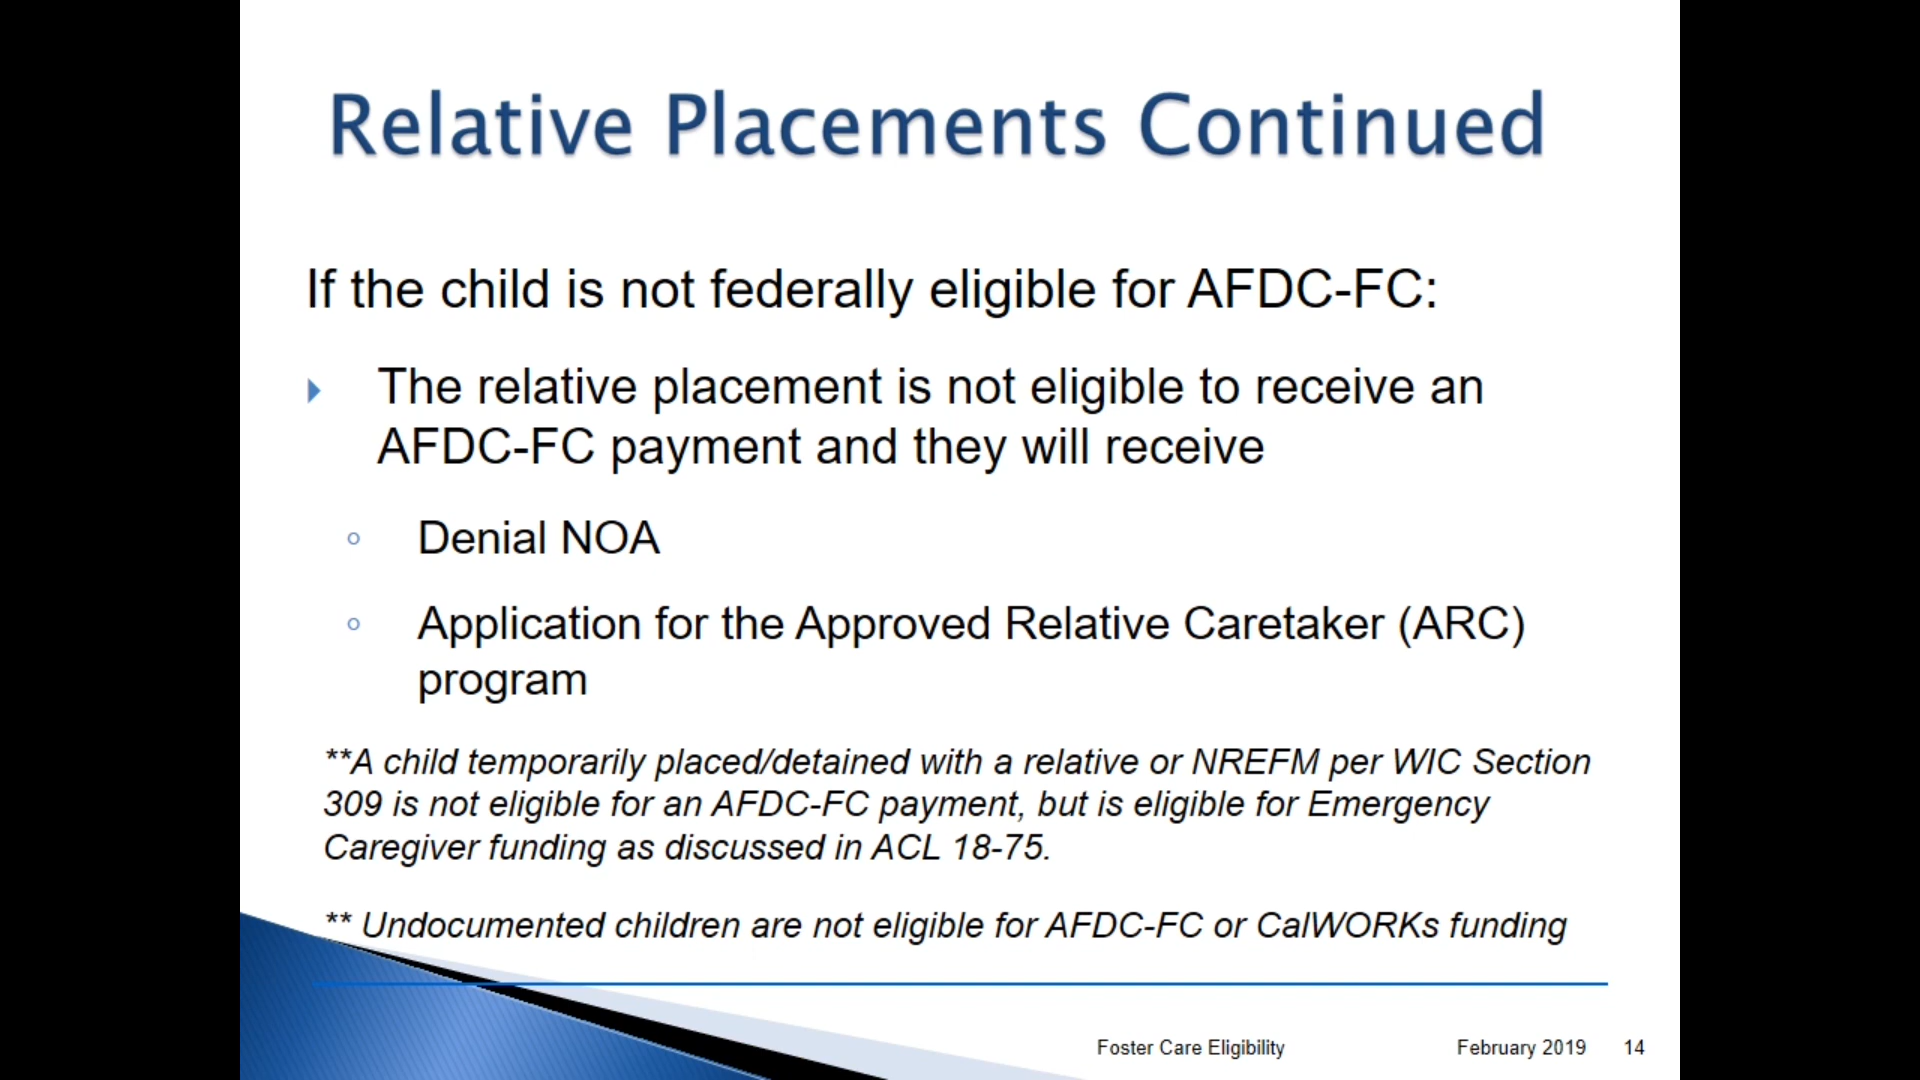 Relative Placements Continued
If the child is not federally eligible for AFDC-FC:
The relative placement is not eligible to receive an
AFDC-FC payment and they will receive
Denial NOA
Application for the Approved Relative Caretaker (ARC)
program
**A child temporarily placed/detained with a relative or NREFM per WIC Section
309 is not eligible for an AFDC-FC payment, but is eligible for Emergency
Caregiver funding as discussed in ACL 18-75.
** Undocumented children are not eligible for AFDC-FC or CalWORKs funding
Foster Care Eligibility February 2019 14